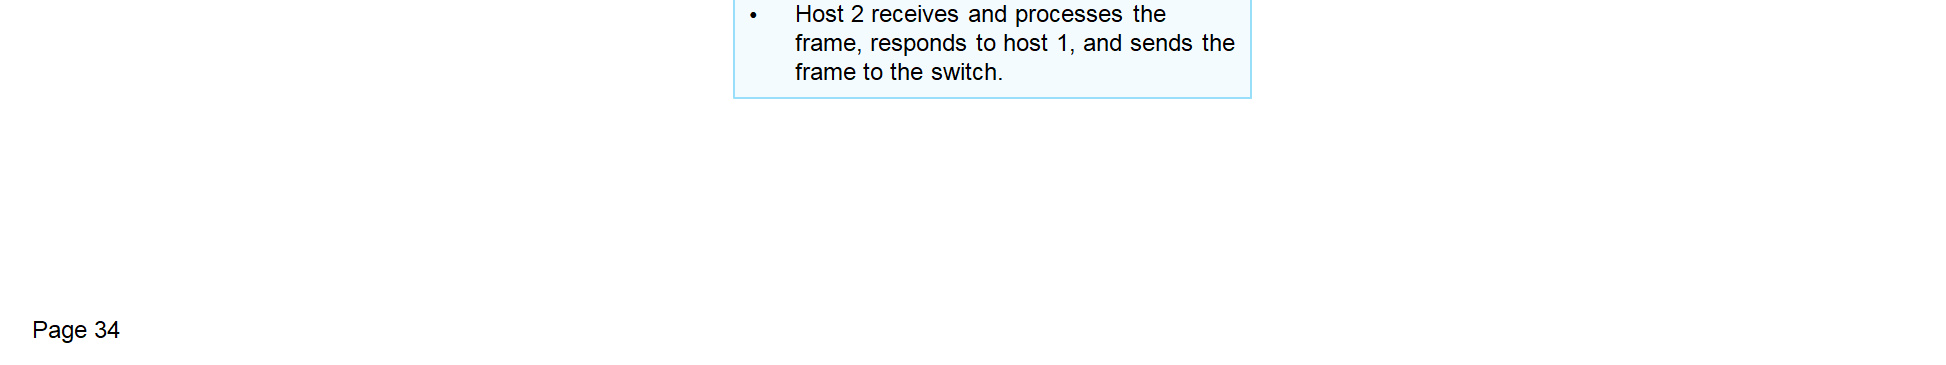 • Host 2 receives and processes the
frame, responds to host 1, and sends the
frame to the switch.
Page 34